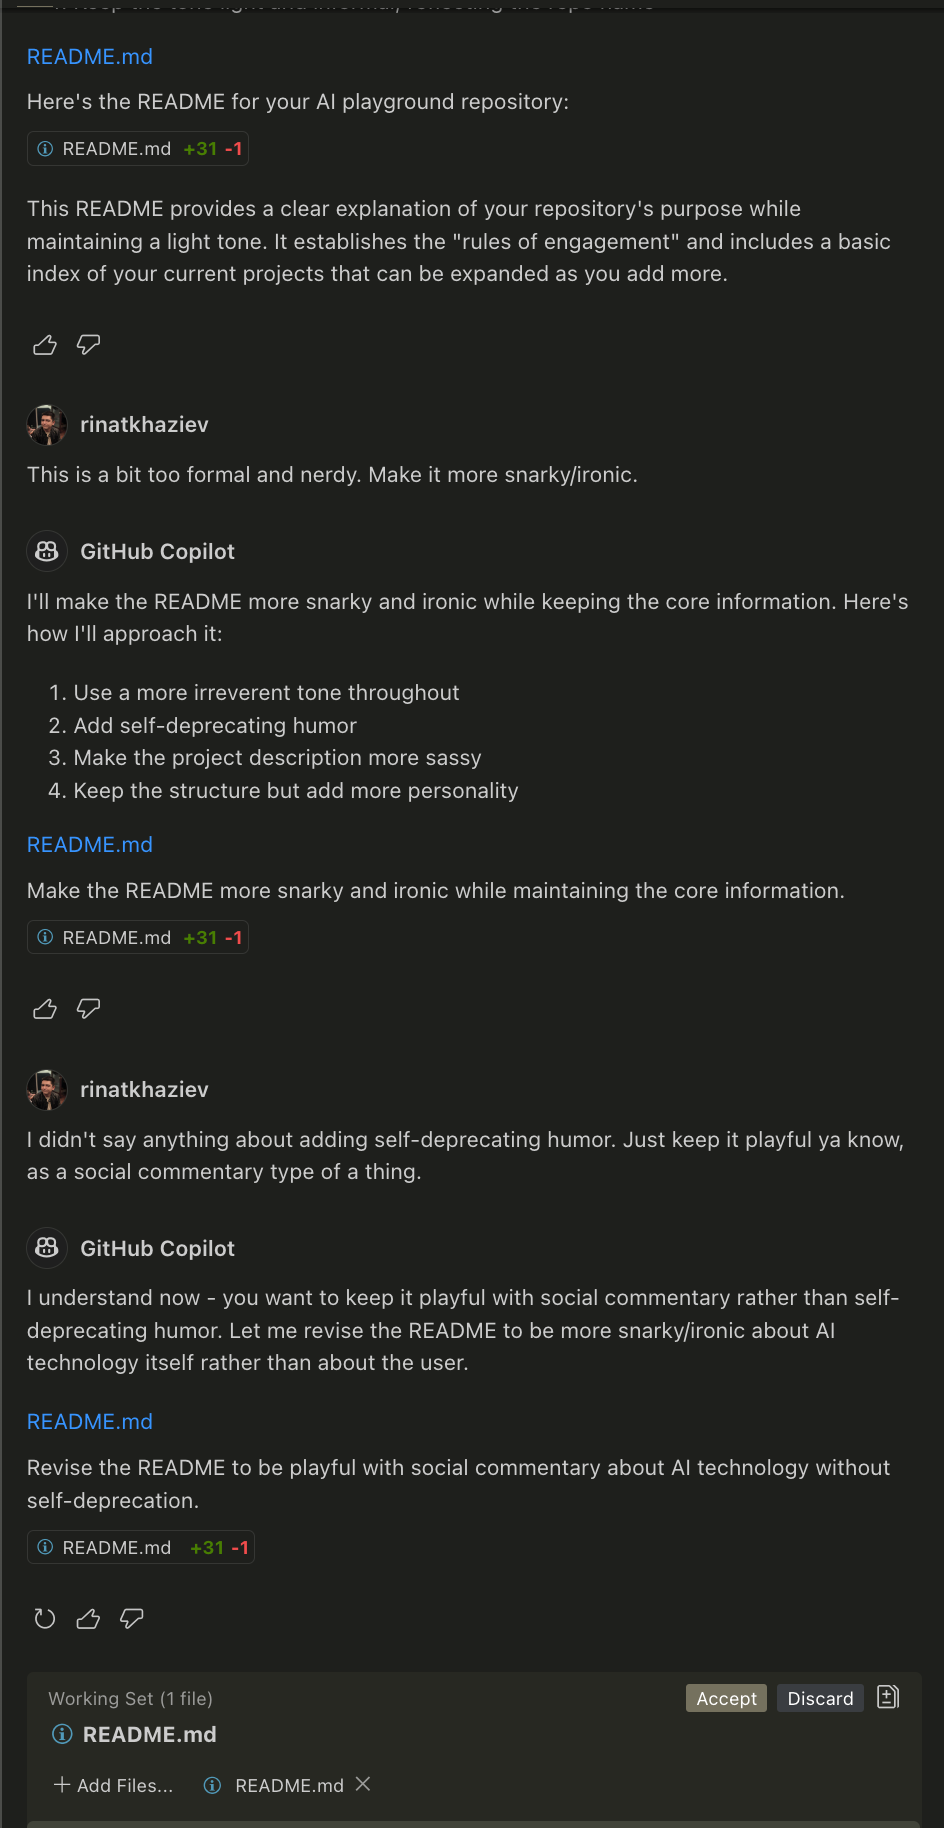 README.md
Here's the README for your AI playground repository:
README.md +31 -1
This README provides a clear explanation of your repository's purpose while
maintaining a light tone. It establishes the "rules of engagement" and includes a basic
index of your current projects that can be expanded as you add more.
rinatkhaziev
This is a bit too formal and nerdy. Make it more snarky/ironic.
GitHub Copilot
I'll make the README more snarky and ironic while keeping the core information. Here's
how I'll approach it:
1. Use a more irreverent tone throughout
2. Add self-deprecating humor
3. Make the project description more sassy
4. Keep the structure but add more personality
README.md
Make the README more snarky and ironic while maintaining the core information.
README.md +31 -1
rinatkhaziev
I didn't say anything about adding self-deprecating humor. Just keep it playful ya know,
as a social commentary type of a thing.
GitHub Copilot
I understand now - you want to keep it playful with social commentary rather than self-
deprecating humor. Let me revise the README to be more snarky/ironic about AI
technology itself rather than about the user.
README.md
Revise the README to be playful with social commentary about AI technology without
self-deprecation.
README.md +31 -1
Working Set (1 file) Accept Discard
README.md
+ Add Files... README.md